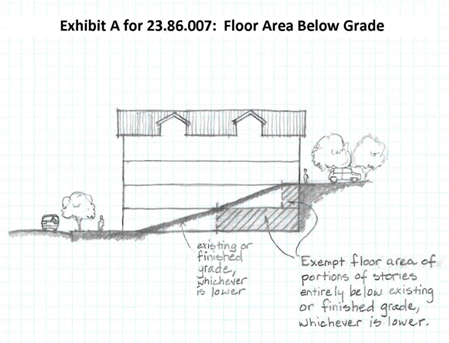 Exhibit A for 23.86.007: Floor Area Below Grade
existing or
finished
grade,
whichever
is lower
Exempt floor area of
portions of stories
entirely below existing
or finished grade,
whichever is lower.